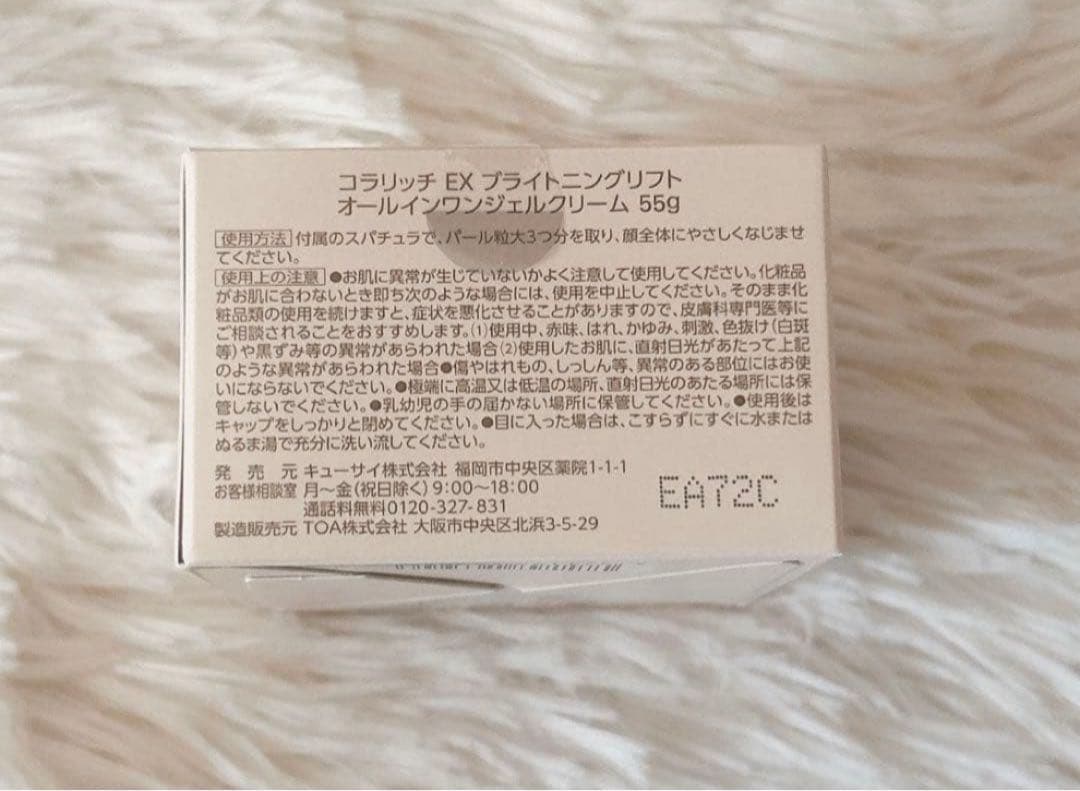 コラリッチ EX ブライトニングリフト
オールインワンジェルクリーム 55g
使用方法 付属のスパチュラで、パール粒大3つ分を取り、顔全体にやさしくなじませ
てください。
使用上の注意 ●お肌に異常が生じていないかよく注意して使用してください。化粧品
がお肌に合わないとき即ち次のような場合には、使用を中止してください。そのまま化
粧品類の使用を続けますと、症状を悪化させることがありますので、皮膚科専門医等に
ご相談されることをおすすめします。(1)使用中、赤味、はれ、かゆみ、刺激、色抜け(白斑
等)や黒ずみ等の異常があらわれた場合(2)使用したお肌に、直射日光があたって上記
のような異常があらわれた場合●傷やはれもの、しっしん等、異常のある部位にはお使
いにならないでください。●極端に高温又は低温の場所、直射日光のあたる場所には保
管しないでください。●乳幼児の手の届かない場所に保管してください。●使用後は
キャップをしっかりと閉めてください。●目に入った場合は、こすらずにすぐに水または
ぬるま湯で充分に洗い流してください。
発売元 キューサイ株式会社 福岡市中央区薬院1-1-1
お客様相談室 月～金(祝日除く)9:00～18:00
通話料無料0120-327-831
製造販売元 TOA株式会社 大阪市中央区北浜3-5-29
EA72C